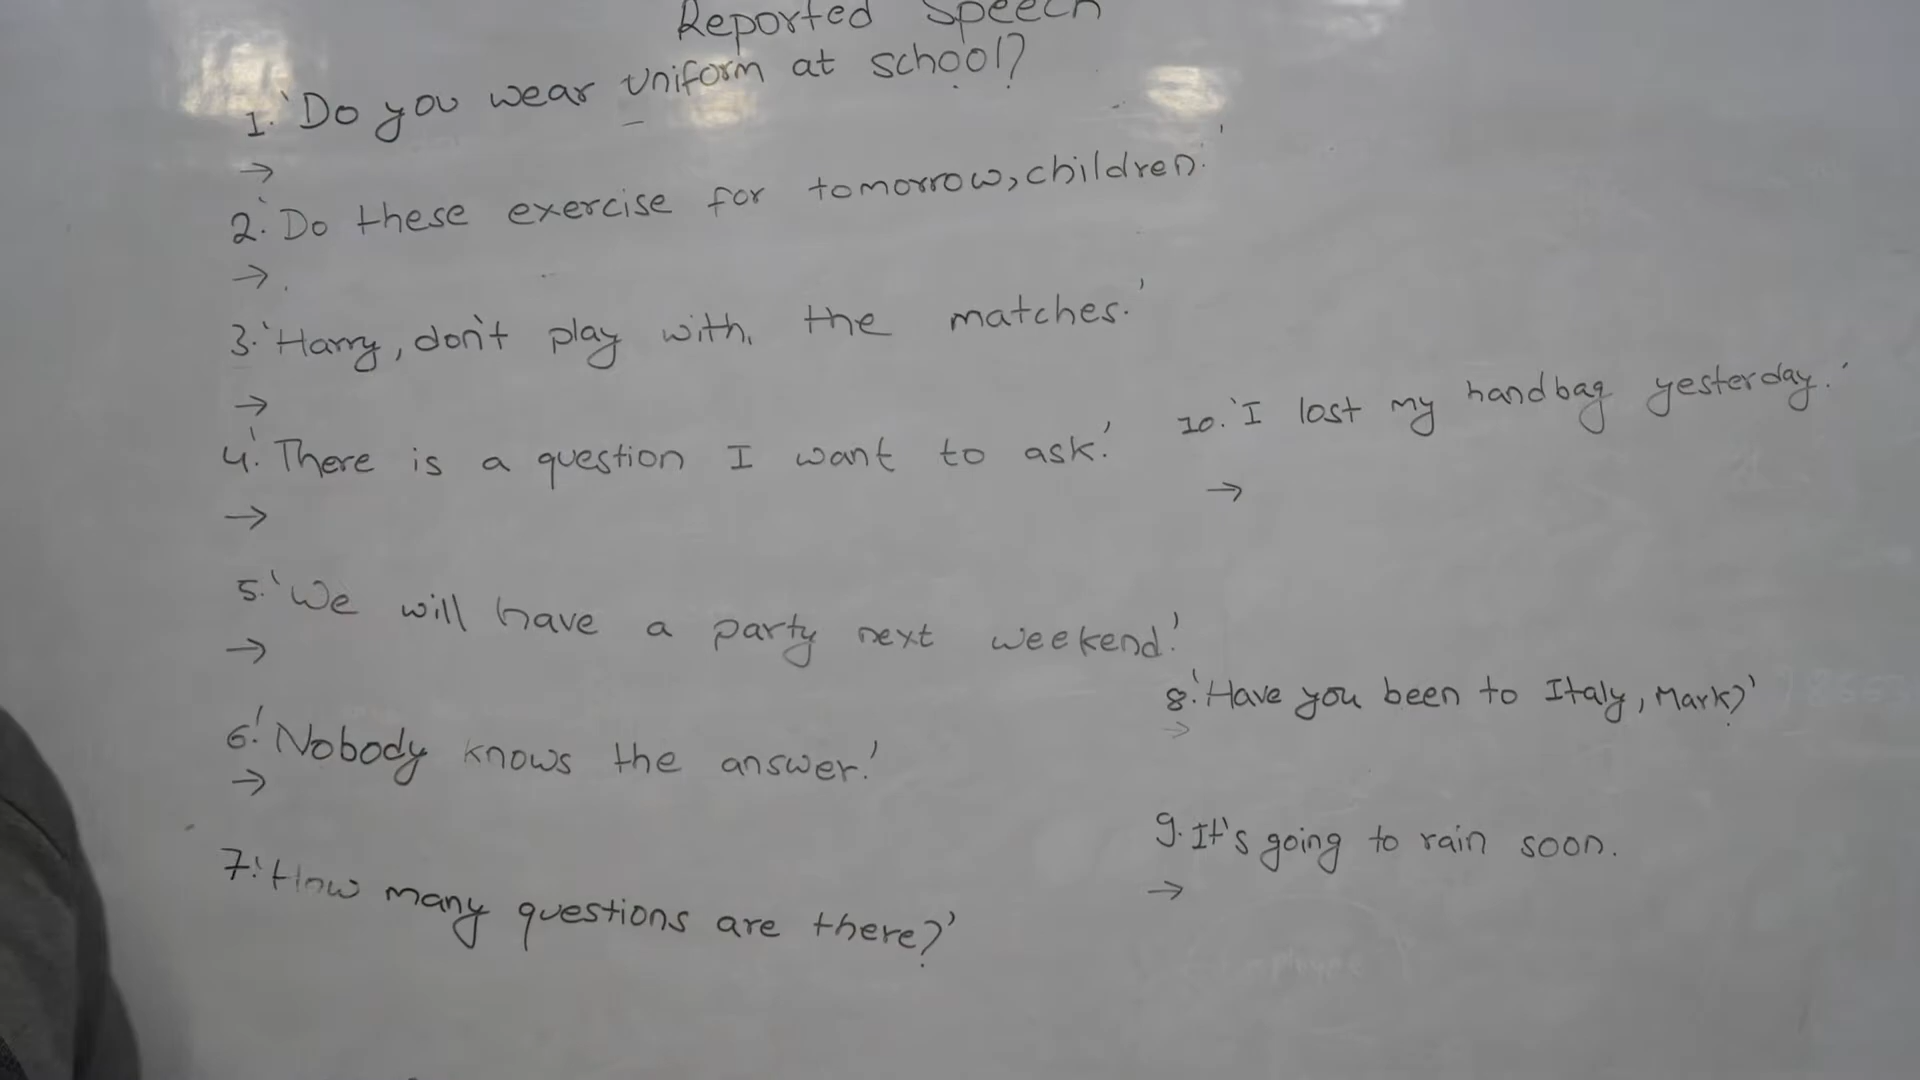 Reported Speech
1. 'Do you wear Uniform at school?
→
2. 'Do these exercise for tomorrow, children.'
→.
3. 'Harry, don't play with the matches.'
→
4. 'There is a question I want to ask.'
→
5. 'We will have a party next weekend.'
→
6. 'Nobody knows the answer.'
→
7. 'How many questions are there?'
8. 'Have you been to Italy, Mark?'
→
9. It's going to rain soon.
→
10. 'I lost my handbag yesterday.'
→